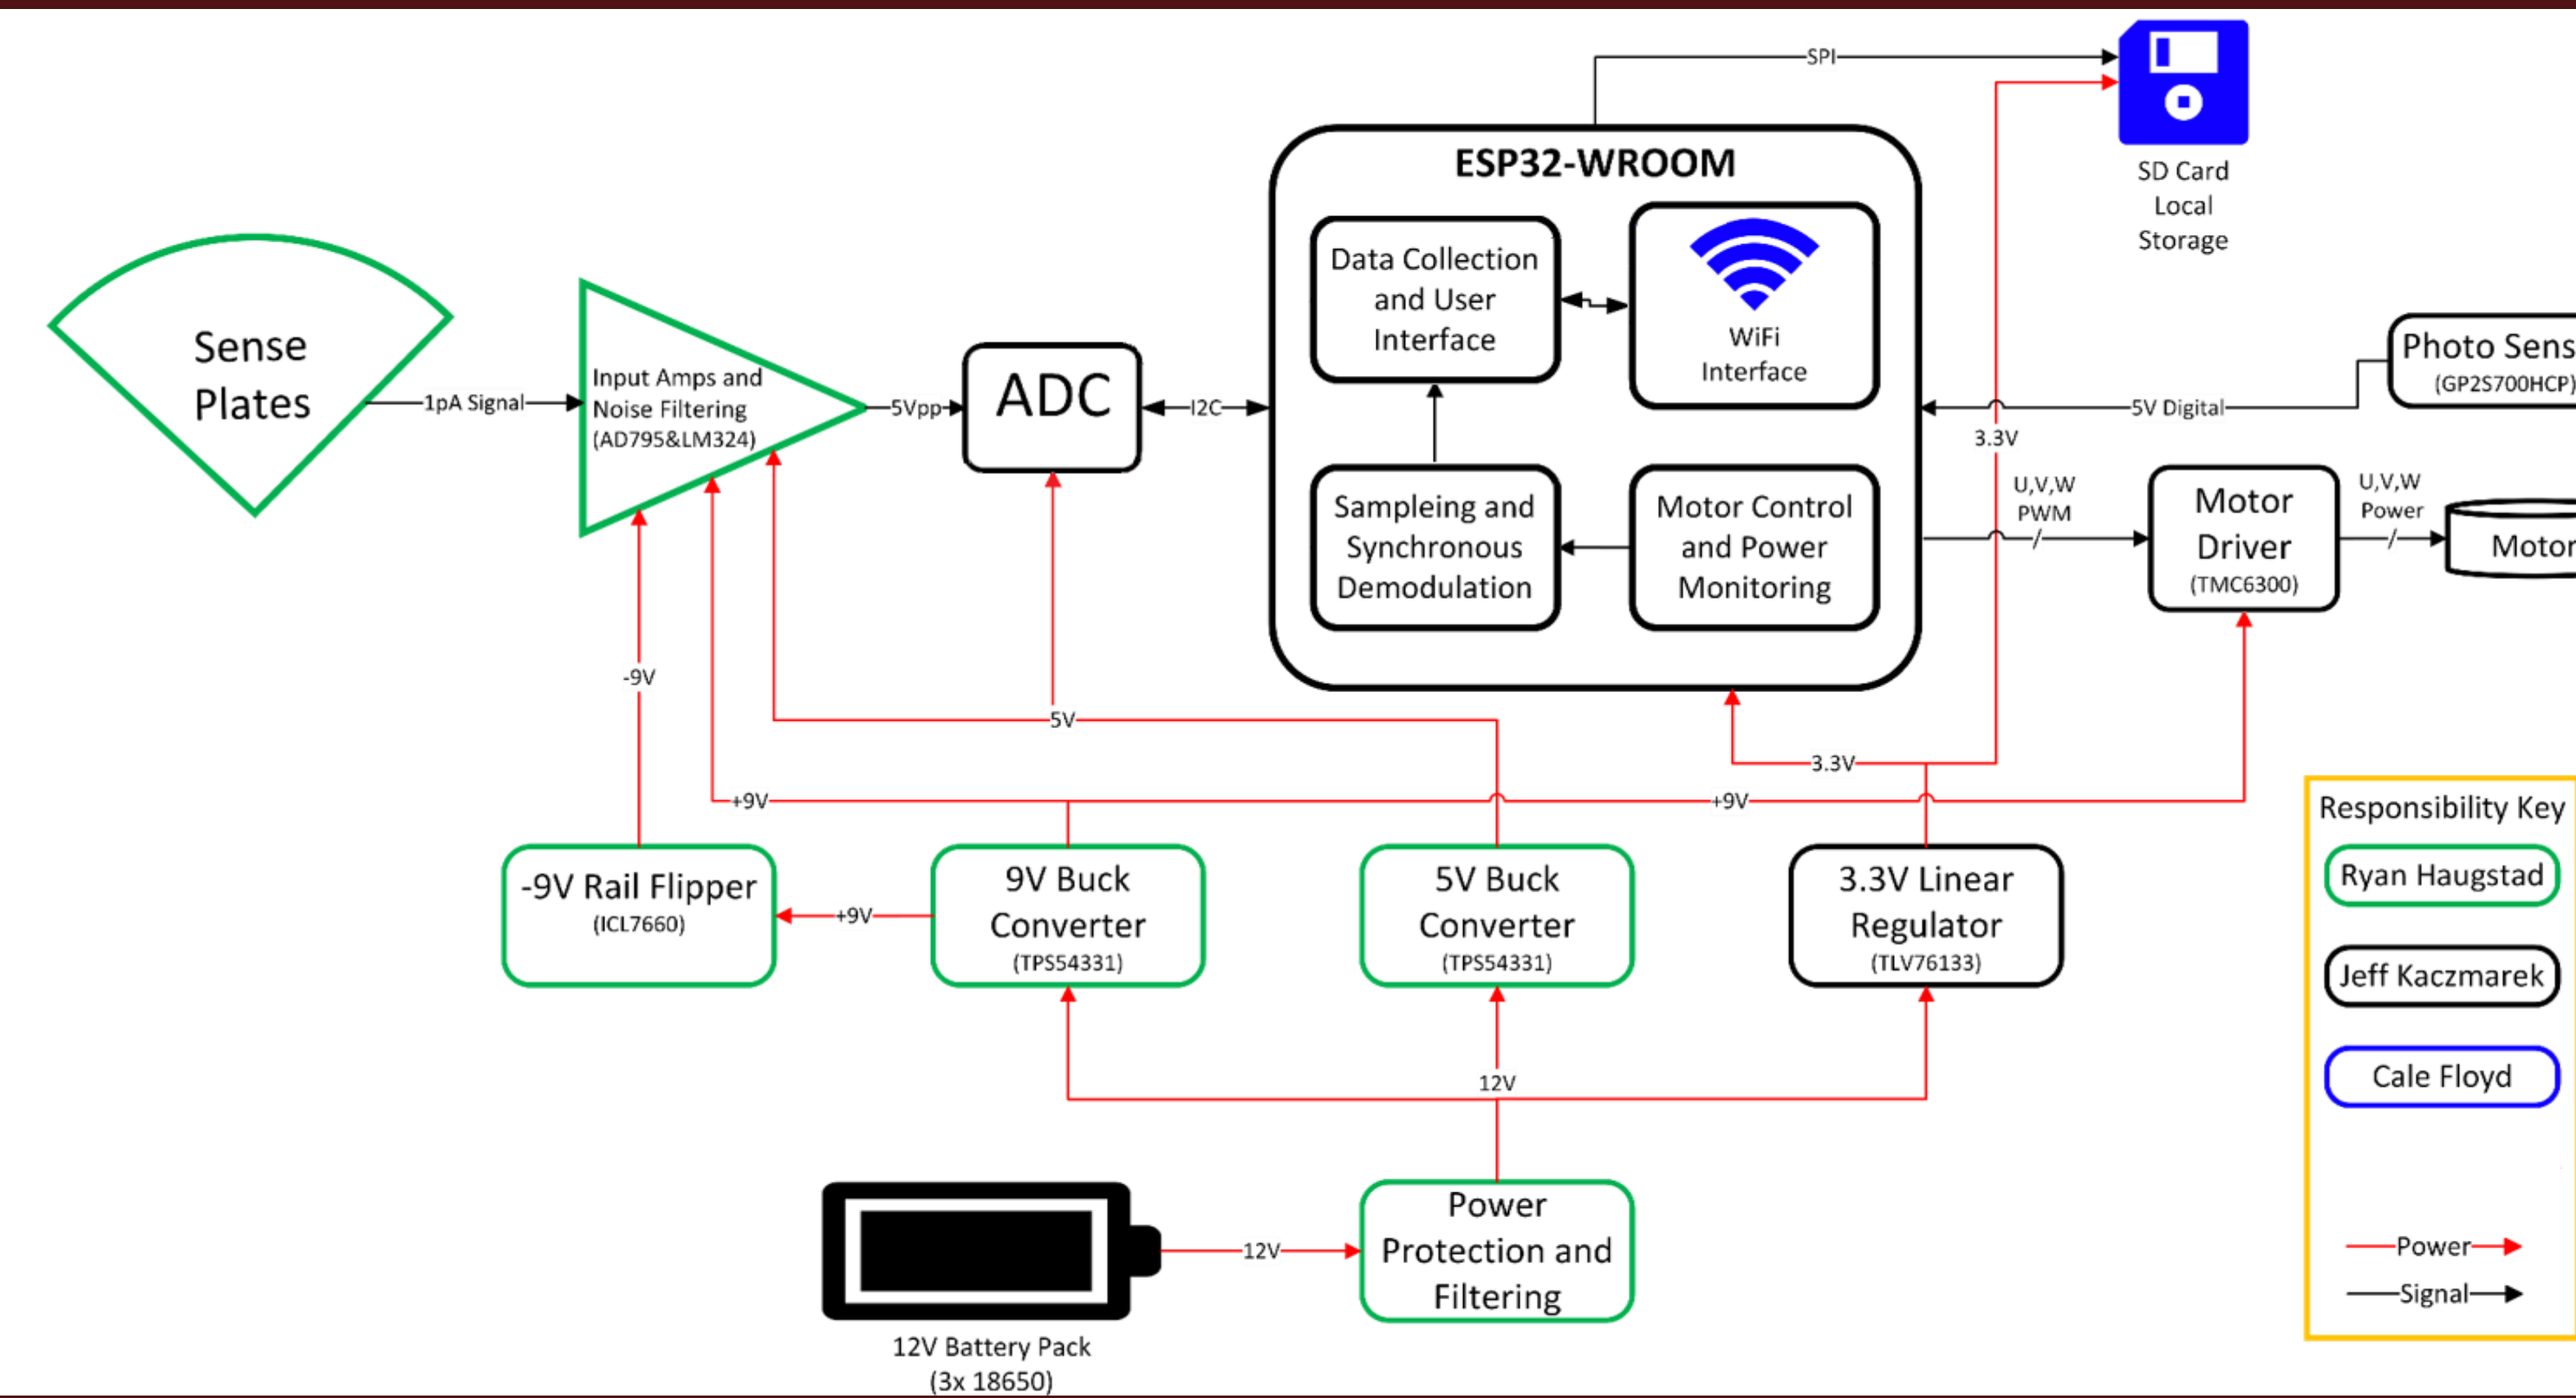 SPI
SD Card
Local
Storage
ESP32-WROOM
Data Collection
and User
Interface
WiFi
Interface
Sense
Plates
1pA Signal
Input Amps and
Noise Filtering
(AD795&LM324)
5Vpp
ADC
I2C
Photo Sens
(GP2S700HCP)
5V Digital
3.3V
Sampleing and
Synchronous
Demodulation
Motor Control
and Power
Monitoring
U,V,W
PWM
Motor
Driver
(TMC6300)
U,V,W
Power
Motor
-9V
5V
3.3V
+9V
+9V
-9V Rail Flipper
(ICL7660)
+9V
9V Buck
Converter
(TPS54331)
5V Buck
Converter
(TPS54331)
3.3V Linear
Regulator
(TLV76133)
12V
12V Battery Pack
(3x 18650)
12V
Power
Protection and
Filtering
Responsibility Key
Ryan Haugstad
Jeff Kaczmarek
Cale Floyd
Power
Signal